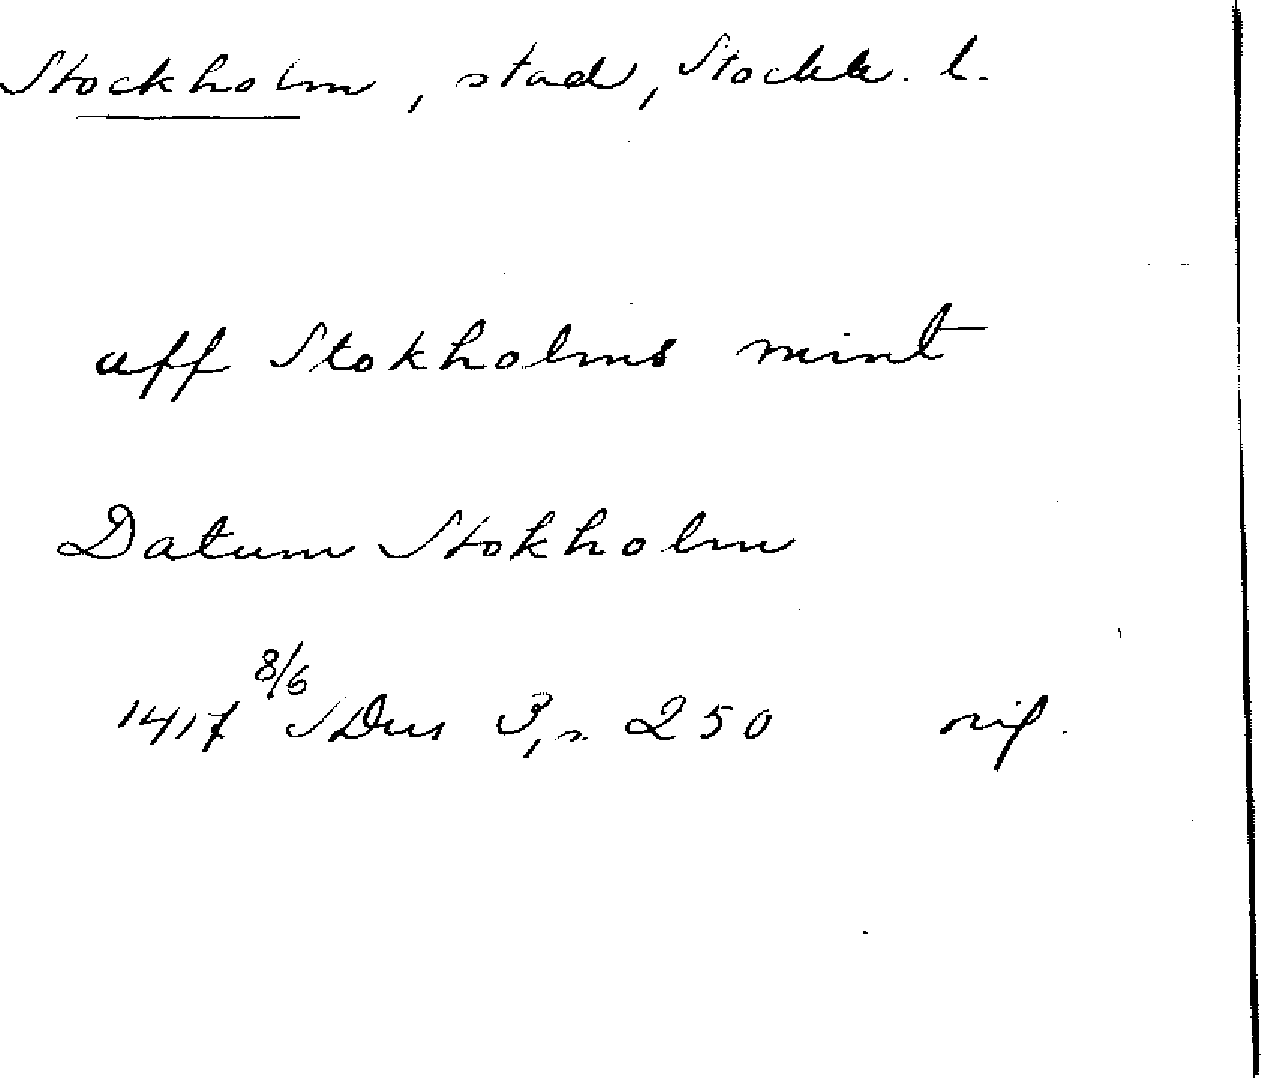 Stockholm, stad, Stockh. l.
aff Stokholms mint
Datum Stokholm
1417 8/6 SDns 3, s. 250 orig.